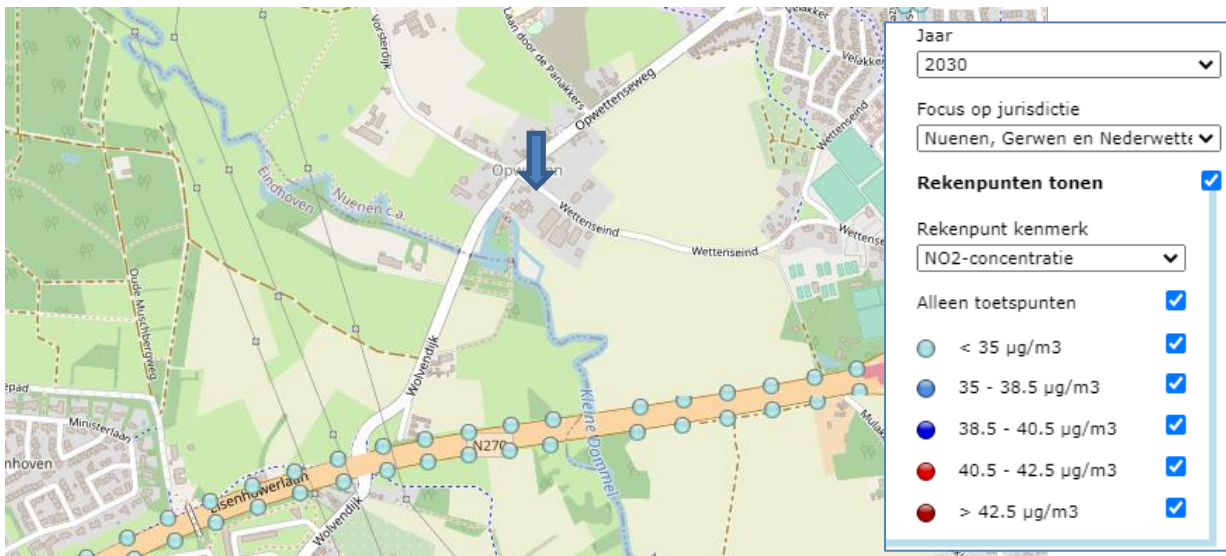 Vorsterdijk
Laan door de Panakkers
Opwettenseweg
Velakker
Velakker
Eindhoven
Nuenen c.a.
Wettenseind
Wettenseind
Wettenseind
Oude Muschbergweg
Wolvendijk
Kleine Dommel
Ministerlaan
N270
Eisenhowerlaan
Wolvendijk
Jaar
2030
Focus op jurisdictie
Nuenen, Gerwen en Nederwette
Rekenpunten tonen
Rekenpunt kenmerk
NO2-concentratie
Alleen toetspunten
< 35 µg/m3
35 - 38.5 µg/m3
38.5 - 40.5 µg/m3
40.5 - 42.5 µg/m3
> 42.5 µg/m3